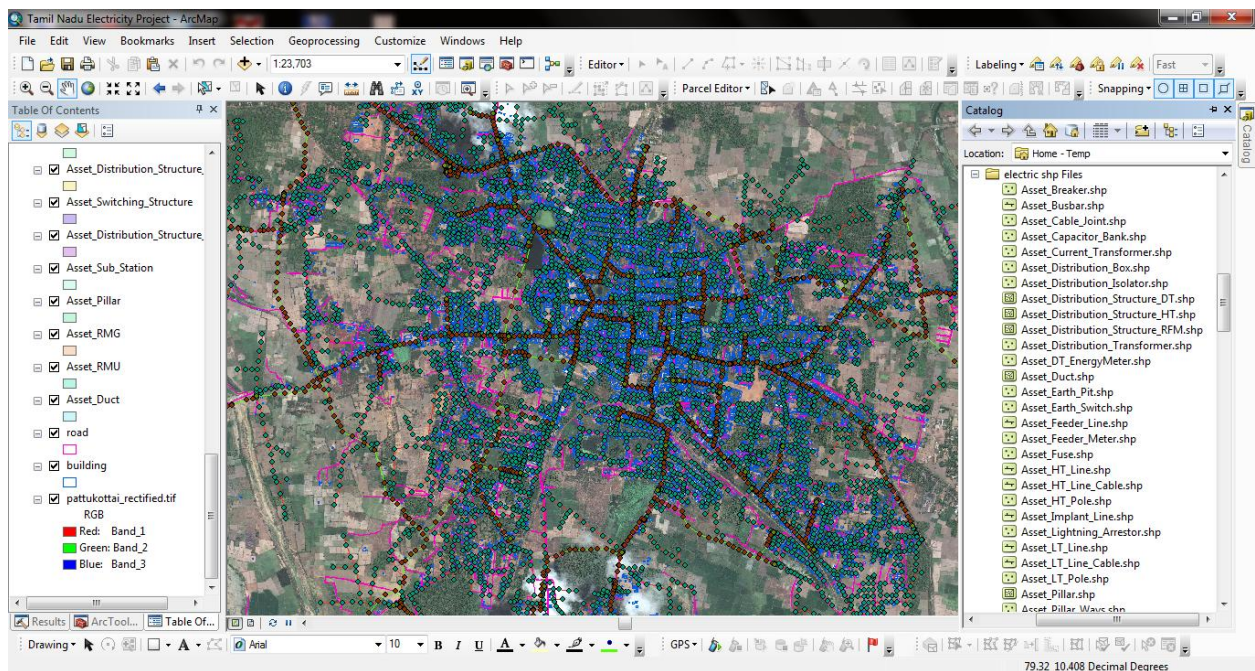 Tamil Nadu Electricity Project - ArcMap
File Edit View Bookmarks Insert Selection Geoprocessing Customize Windows Help
1:23,703 Editor Labeling Fast
Parcel Editor Snapping
Table Of Contents
Asset_Distribution_Structure_
Asset_Switching_Structure
Asset_Distribution_Structure_
Asset_Sub_Station
Asset_Pillar
Asset_RMG
Asset_RMU
Asset_Duct
road
building
pattukottai_rectified.tif
RGB
Red: Band_1
Green: Band_2
Blue: Band_3
Results ArcTool... Table Of...
Catalog
Location: Home - Temp
electric shp Files
Asset_Breaker.shp
Asset_Busbar.shp
Asset_Cable_Joint.shp
Asset_Capacitor_Bank.shp
Asset_Current_Transformer.shp
Asset_Distribution_Box.shp
Asset_Distribution_Isolator.shp
Asset_Distribution_Structure_DT.shp
Asset_Distribution_Structure_HT.shp
Asset_Distribution_Structure_RFM.shp
Asset_Distribution_Transformer.shp
Asset_DT_EnergyMeter.shp
Asset_Duct.shp
Asset_Earth_Pit.shp
Asset_Earth_Switch.shp
Asset_Feeder_Line.shp
Asset_Feeder_Meter.shp
Asset_Fuse.shp
Asset_HT_Line.shp
Asset_HT_Line_Cable.shp
Asset_HT_Pole.shp
Asset_Implant_Line.shp
Asset_Lightning_Arrestor.shp
Asset_LT_Line.shp
Asset_LT_Line_Cable.shp
Asset_LT_Pole.shp
Asset_Pillar.shp
Asset_Pillar_Ways.shp
Catalog
Drawing Arial 10 B I U A GPS
79.32 10.408 Decimal Degrees